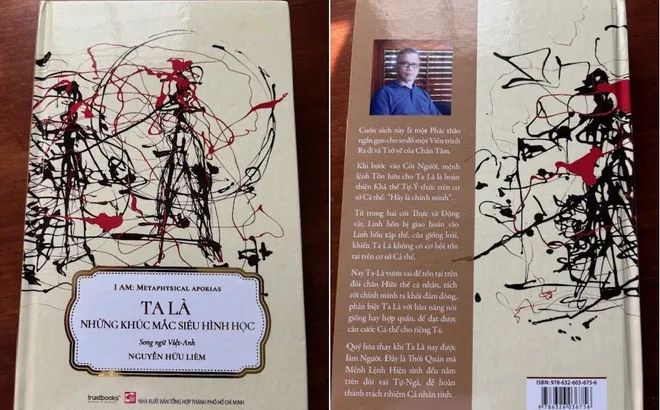 I AM: METAPHYSICAL APORIAS
TA LÀ
NHỮNG KHÚC MẮC SIÊU HÌNH HỌC
Song ngữ Việt-Anh
NGUYỄN HỮU LIÊM
trustbooks
NHÀ XUẤT BẢN TỔNG HỢP THÀNH PHỐ HỒ CHÍ MINH
Cuốn sách này là một Phác thảo
ngắn gọn cho sơ đồ một Viễn trình
Ra đi và Trở về của Chân Tâm.
Khi bước vào Cõi Người, mệnh
lệnh Tồn hữu cho Ta Là là hoàn
thiện Khả thể Tự-Ý-thức trên cơ
sở Cá thể: "Hãy là chính mình".
Từ trong hai cõi Thực và Động
vật, Linh hồn bị giao hoán vào
Linh hồn tập thể, của giống loài,
khiến Ta Là không có cơ hội tồn
tại trên cơ sở Cá thể.
Nay Ta-Là vươn vai để tồn tại trên
đôi chân Hữu thể cá nhân, tách
rời chính mình ra khỏi đám đông,
phân biệt Ta Là với bản năng nòi
giống hay hợp quần, để đạt được
căn cước Cá thể cho riêng Ta.
Quý hóa thay khi Ta Là nay được
làm Người. Đây là Thời Quán mà
Mệnh Lệnh Hiện sinh đều nằm
trên đôi vai Tự-Ngã, để hoàn
thành trách nhiệm Cá nhân tính.
ISBN: 978-632-603-675-6
9 786326 036756